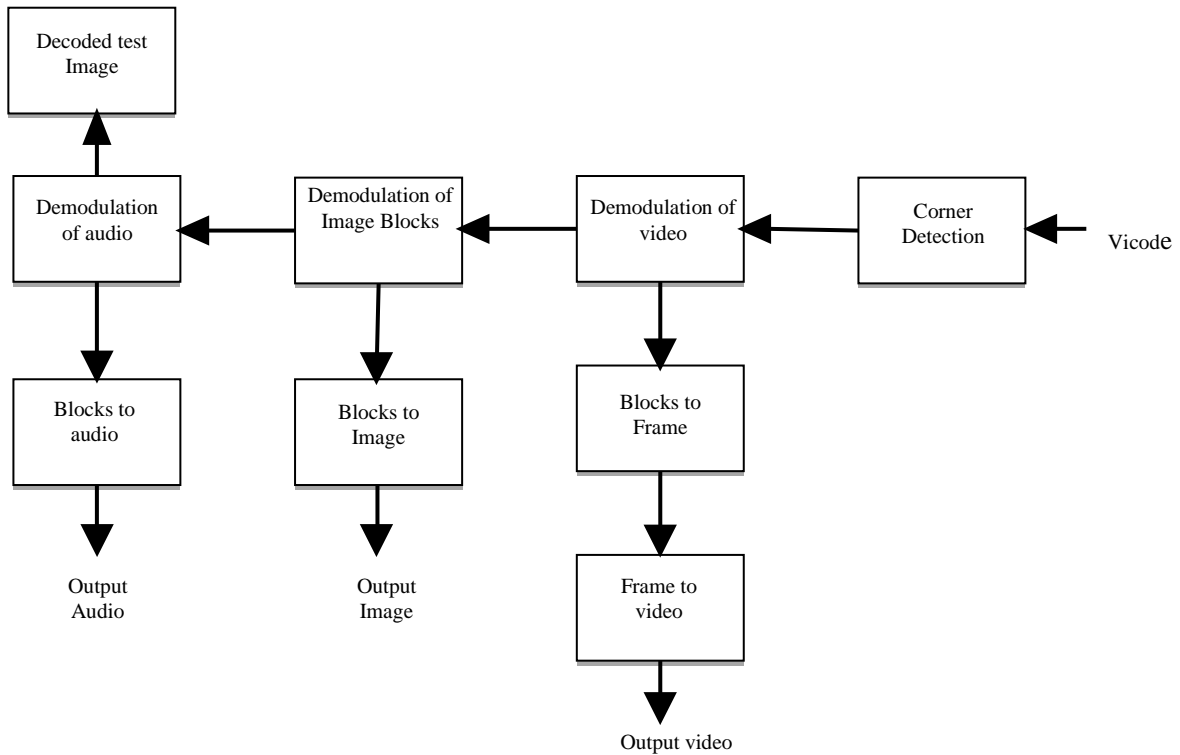 Decoded test
Image
Demodulation
of audio
Demodulation of
Image Blocks
Demodulation of
video
Corner
Detection
Vicode
Blocks to
audio
Blocks to
Image
Blocks to
Frame
Output
Audio
Output
Image
Frame to
video
Output video